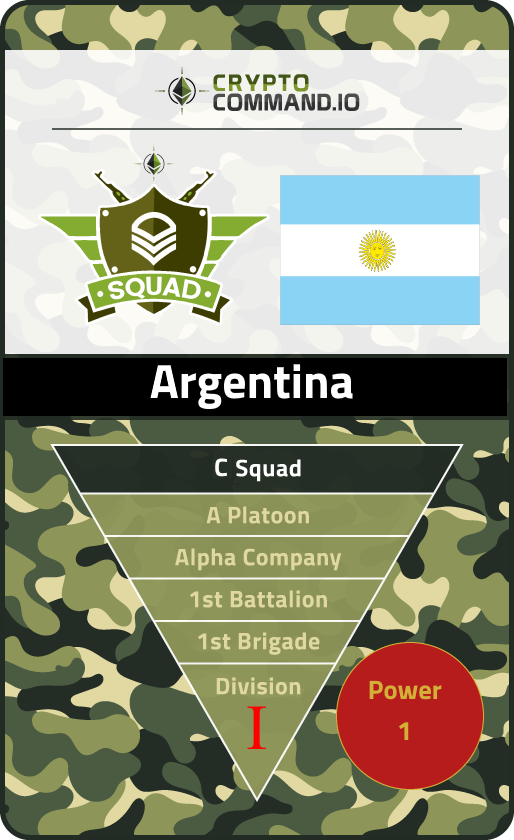 CRYPTO
COMMAND.IO
SQUAD
Argentina
C Squad
A Platoon
Alpha Company
1st Battalion
1st Brigade
Division
I
Power
1